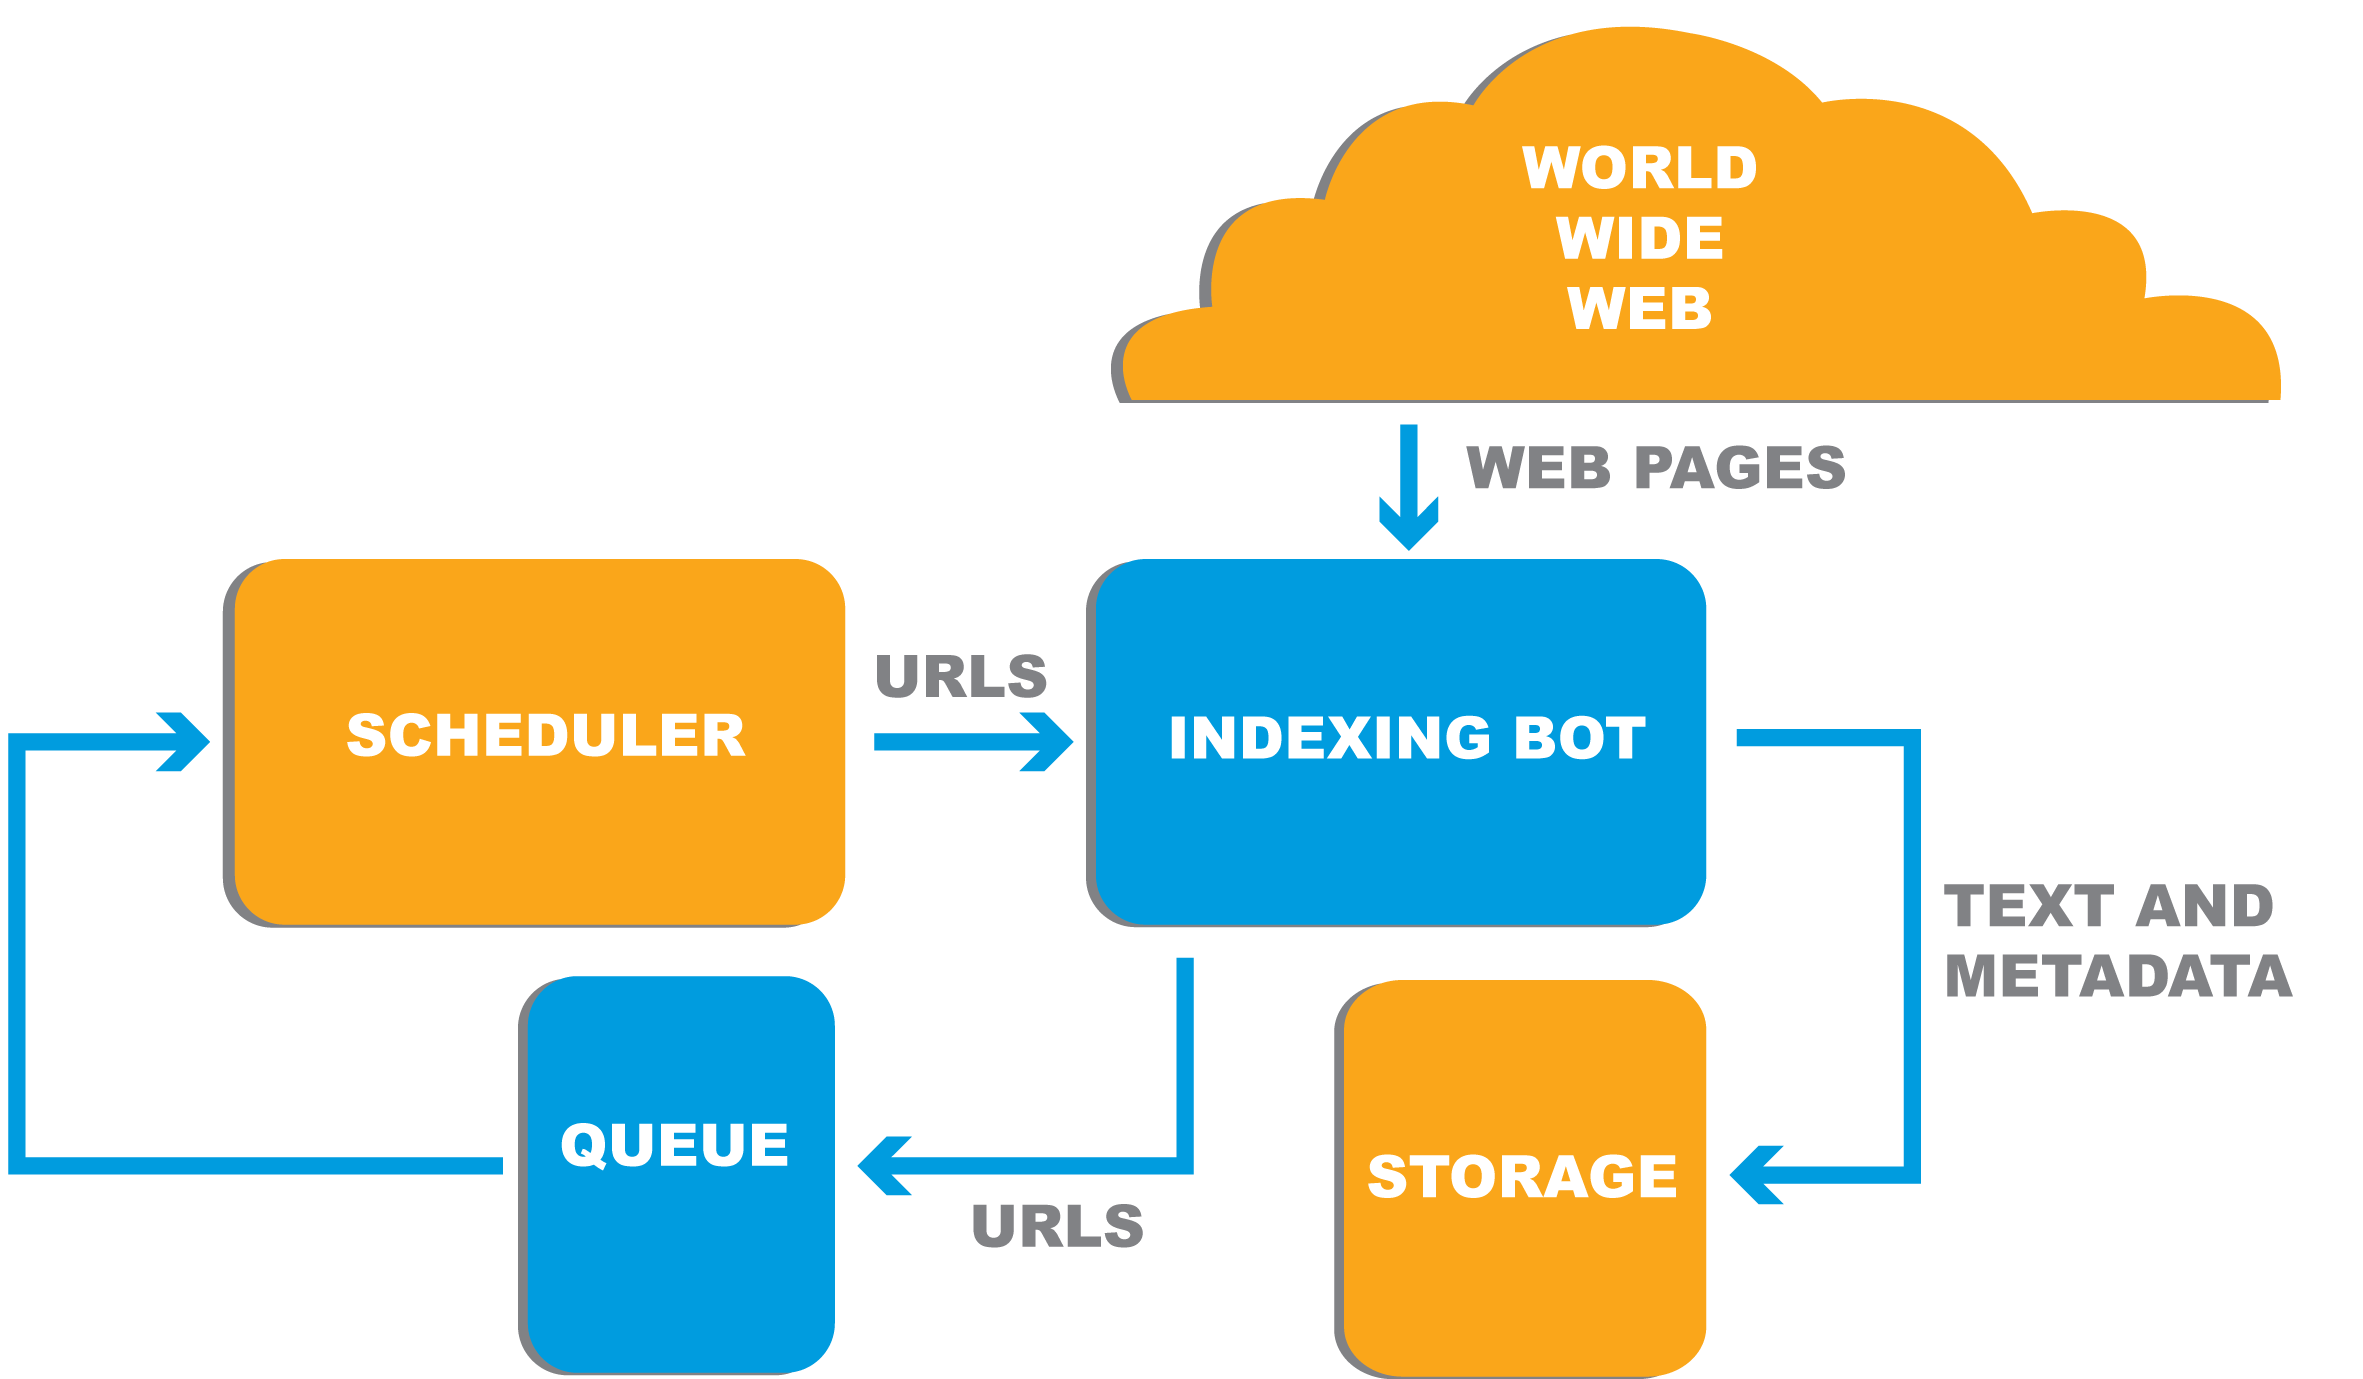 WORLD
WIDE
WEB
WEB PAGES
SCHEDULER
URLS
INDEXING BOT
TEXT AND
METADATA
QUEUE
URLS
STORAGE